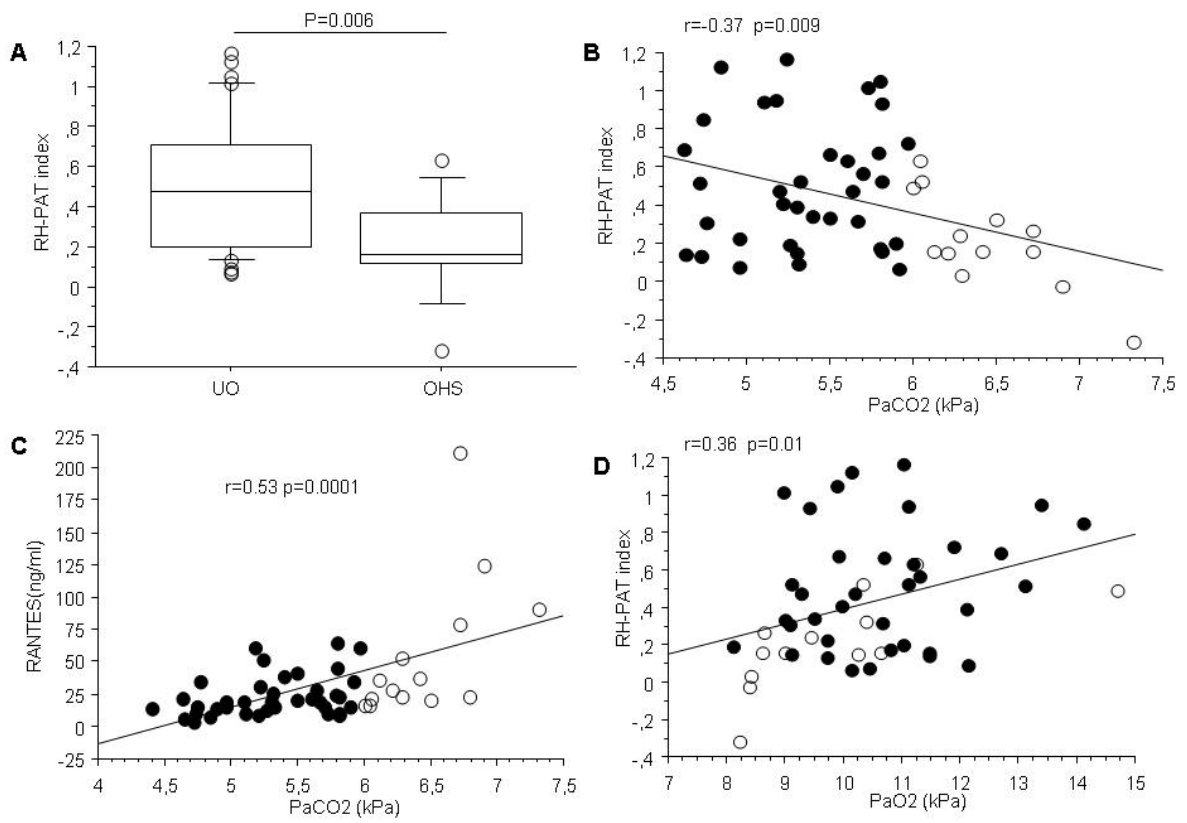 P=0.006
A
1,2
1
,8
,6
,4
,2
0
-,2
-,4
RH-PAT index
UO OHS
r=-0.37 p=0.009
B
1,2
1
,8
,6
,4
,2
0
-,2
-,4
RH-PAT index
4,5 5 5,5 6 6,5 7 7,5
PaCO2 (kPa)
C
225
200
175
150
125
100
75
50
25
0
-25
RANTES(ng/ml)
r=0.53 p=0.0001
4 4,5 5 5,5 6 6,5 7 7,5
PaCO2 (kPa)
r=0.36 p=0.01
D
1,2
1
,8
,6
,4
,2
0
-,2
-,4
RH-PAT index
7 8 9 10 11 12 13 14 15
PaO2 (kPa)